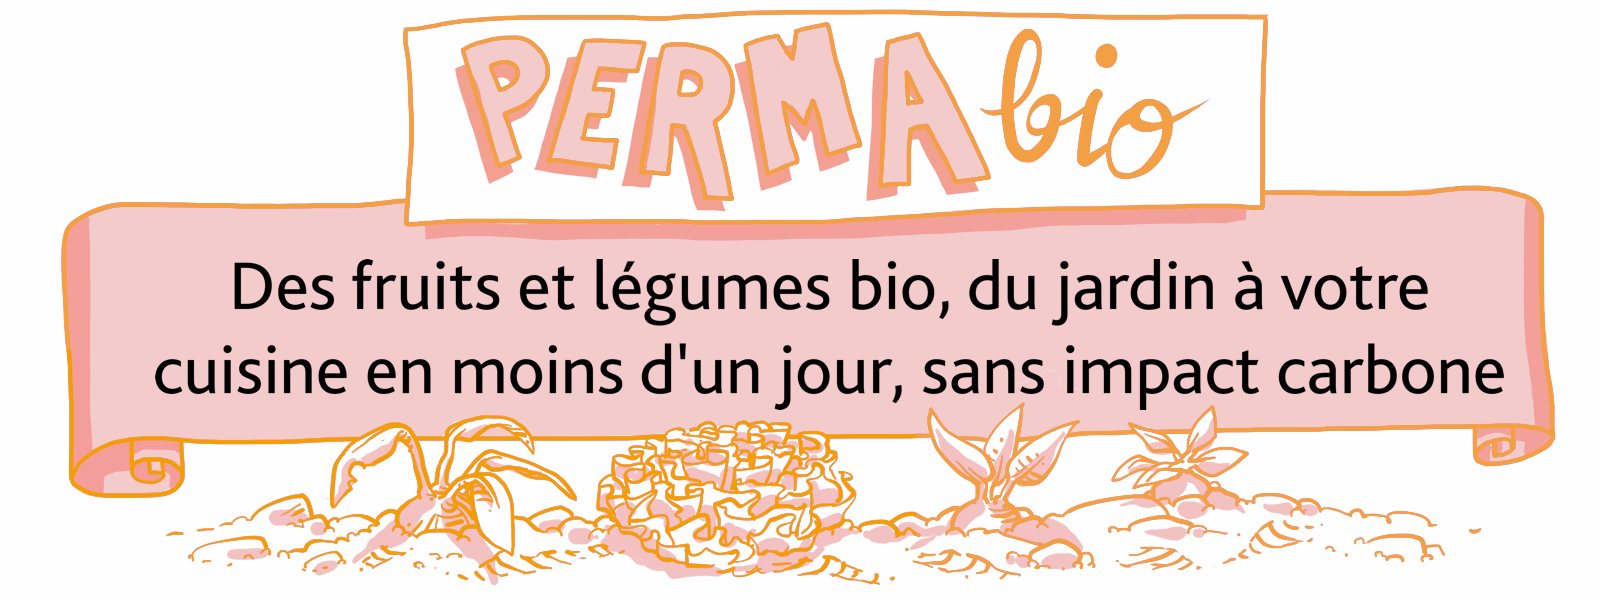 PERMA bio
Des fruits et légumes bio, du jardin à votre
cuisine en moins d'un jour, sans impact carbone